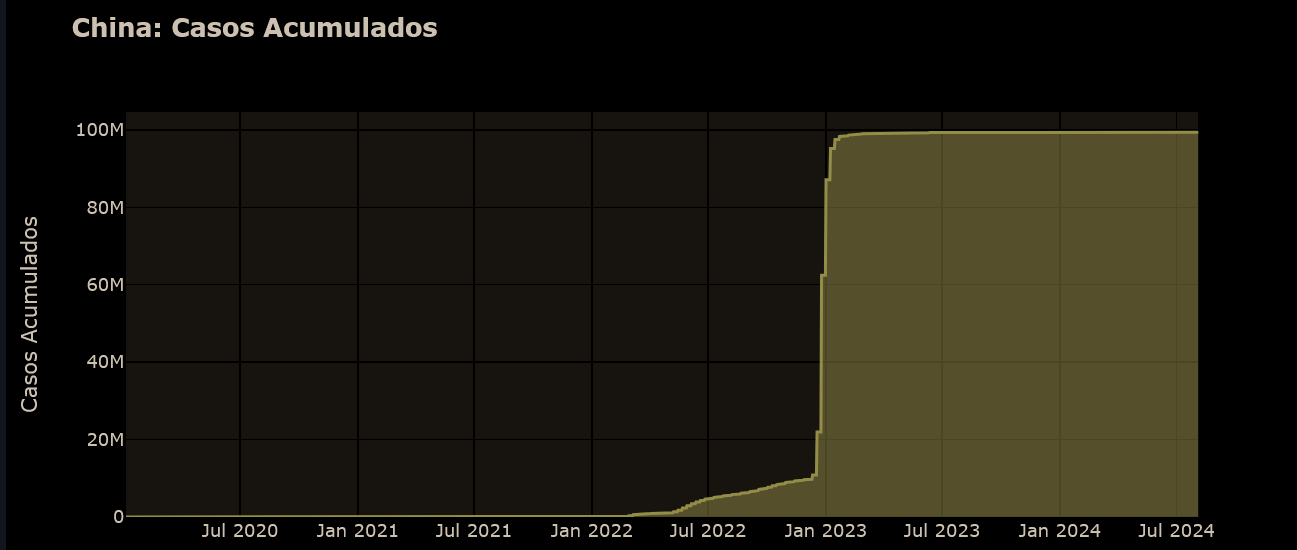 China: Casos Acumulados
Casos Acumulados
100M
80M
60M
40M
20M
0
Jul 2020
Jan 2021
Jul 2021
Jan 2022
Jul 2022
Jan 2023
Jul 2023
Jan 2024
Jul 2024